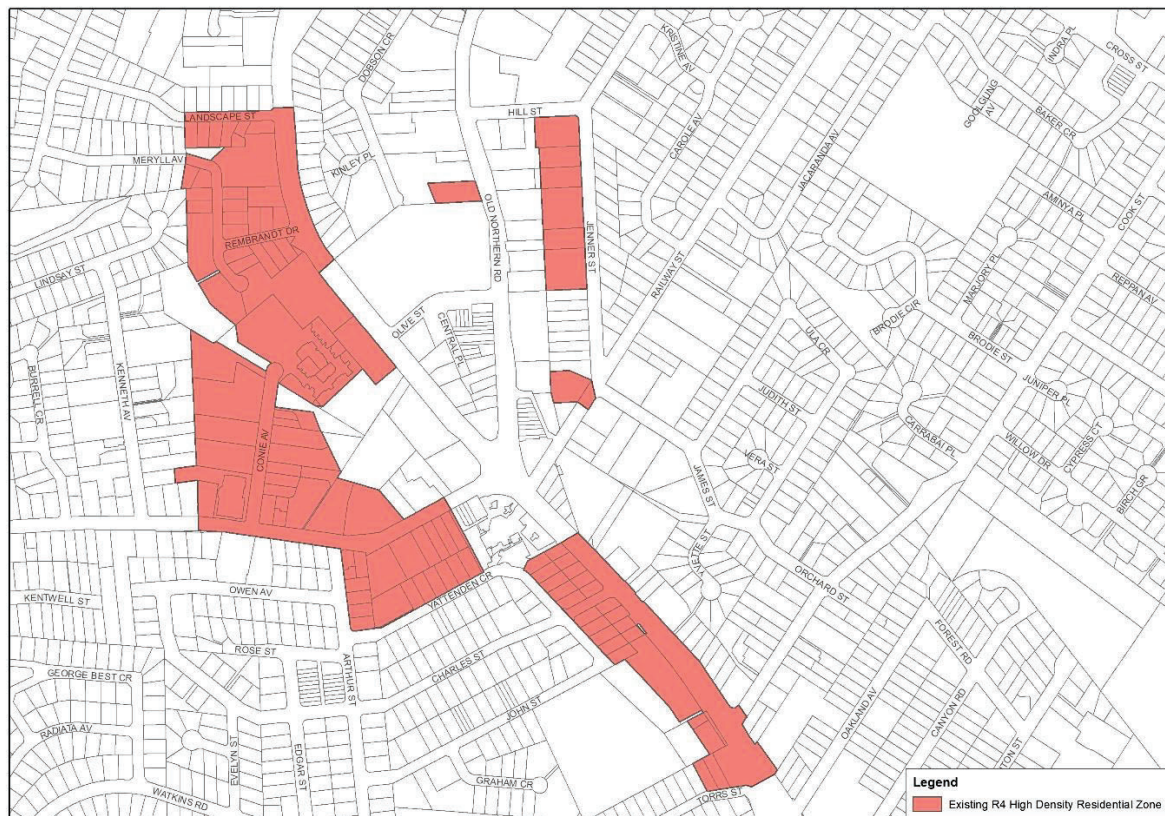 KRISTINE AV
INDRA PL
CROSS ST
DOBSON CR
GOOLGUNG
AV
BAKER CR
LANDSCAPE ST
HILL ST
CAROLE AV
JACARANDA AV
MERYLL AV
KINLEY PL
AMINYA PL
COOK ST
OLD NORTHERN RD
REMBRANDT DR
JENNER ST
RAILWAY ST
MARJORY PL
REPPAN AV
LINDSAY ST
OLIVE ST
CENTRAL PL
ULA CR
BRODIE CIR
BRODIE ST
BURRELL CR
KENNETH AV
JUDITH ST
JUNIPER PL
CARRABAI PL
CYPRESS CT
WILLOW DR
CONIE AV
VERA ST
JAMES ST
BIRCH GR
YVETTE ST
ORCHARD ST
OWEN AV
YATTENDEN CR
KENTWELL ST
FOREST RD
ROSE ST
CHARLES ST
ARTHUR ST
GEORGE BEST CR
JOHN ST
OAKLAND AV
CANYON RD
RADIATA AV
EVELYN ST
EDGAR ST
TON ST
GRAHAM CR
WATKINS RD
TORRS ST
Legend
Existing R4 High Density Residential Zone